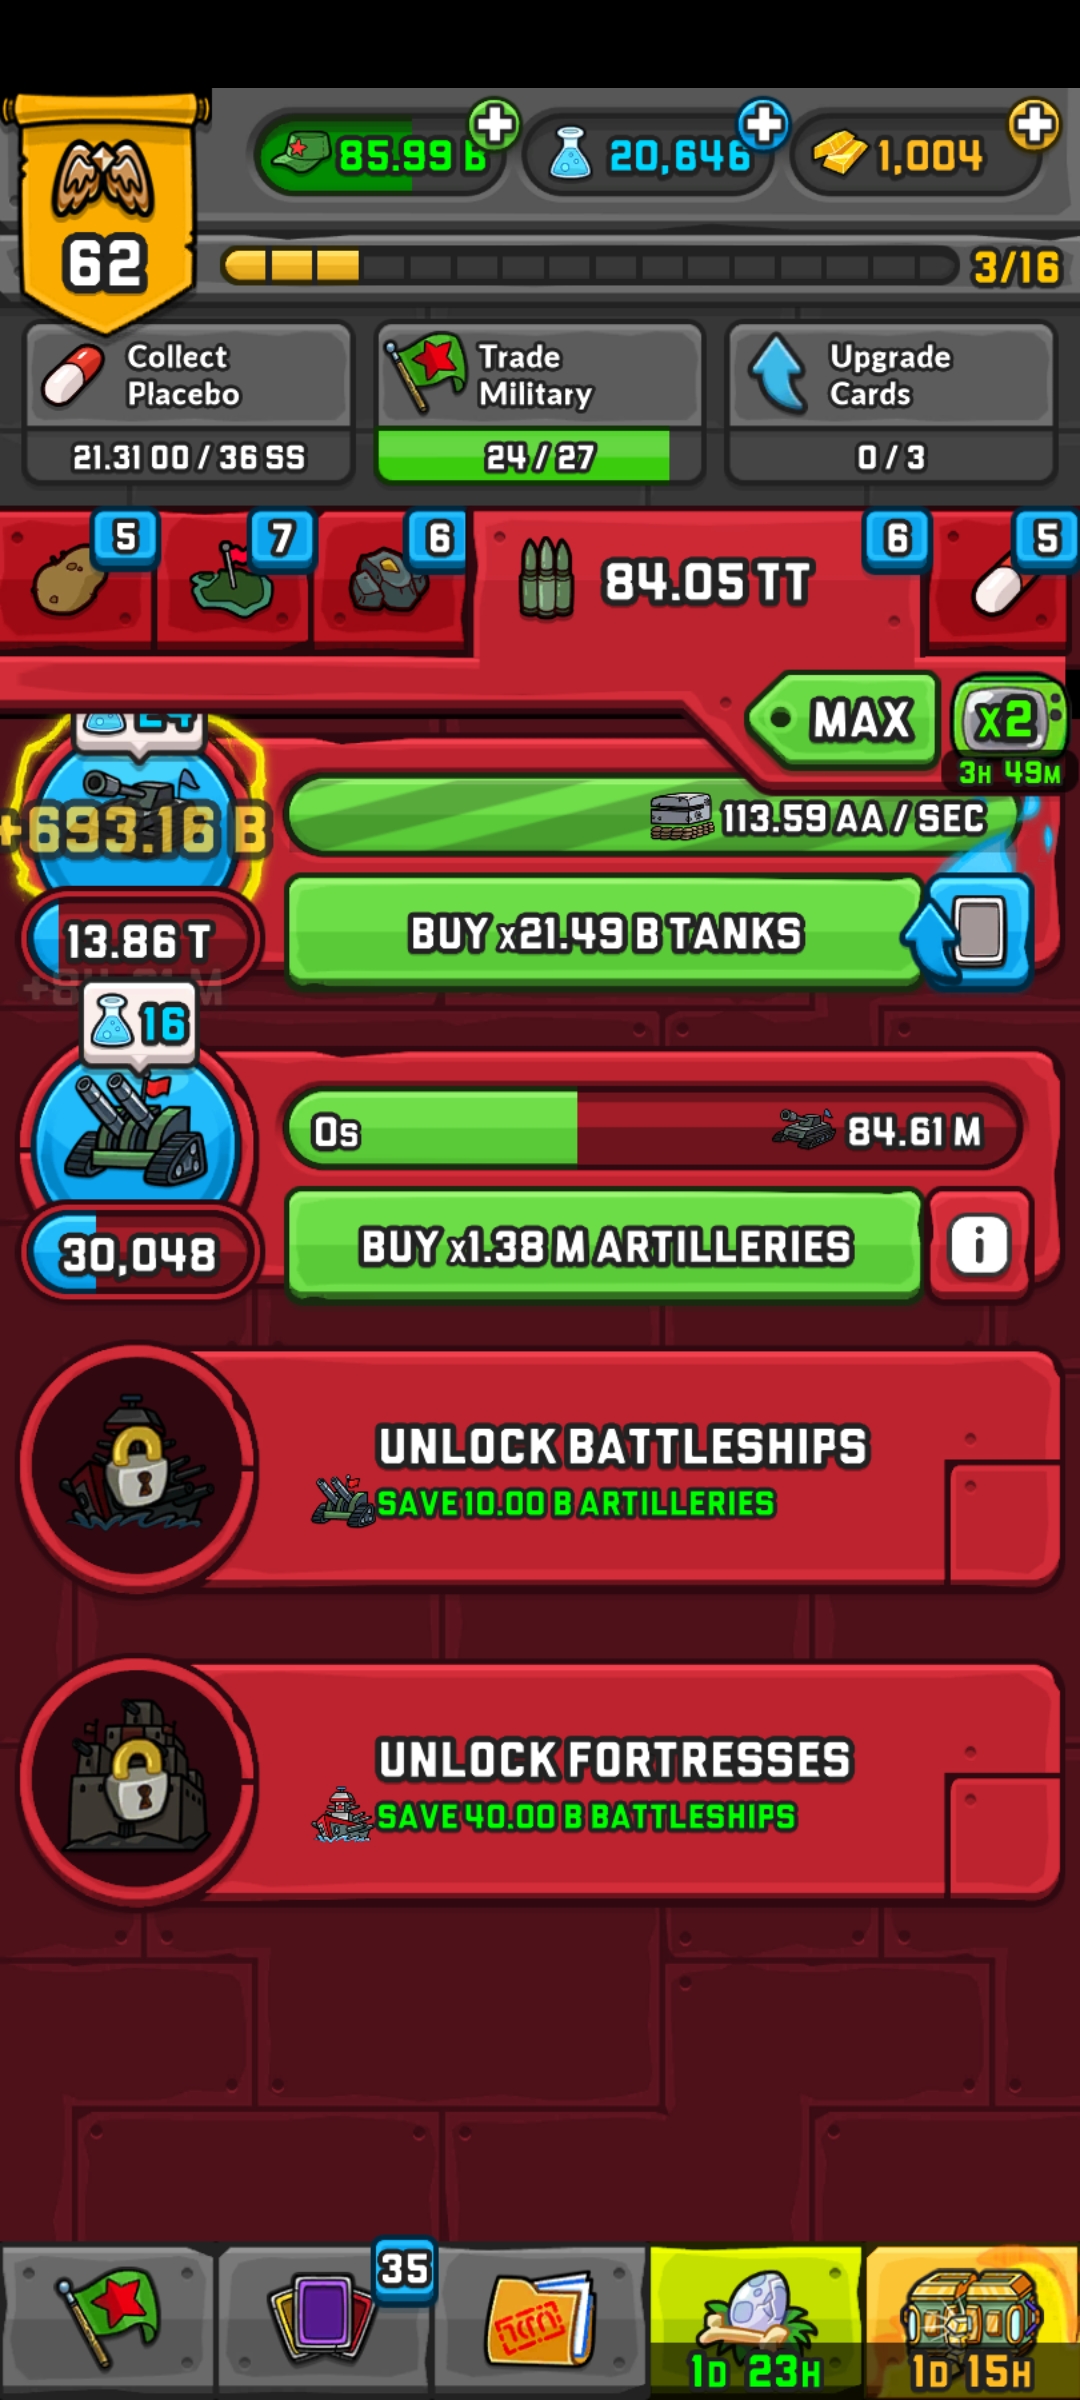 85.99 B
20,646
1,004
62
3/16
Collect
Placebo
21.31 OO / 36 SS
Trade
Military
24 / 27
Upgrade
Cards
0 / 3
5
7
6
84.05 TT
6
5
MAX
x2
3H 49M
24
+693.16 B
113.59 AA / SEC
13.86 T
BUY x21.49 B TANKS
16
0s
84.61 M
30,048
BUY x1.38 M ARTILLERIES
i
UNLOCK BATTLESHIPS
SAVE 10.00 B ARTILLERIES
UNLOCK FORTRESSES
SAVE 40.00 B BATTLESHIPS
35
1D 23H
1D 15H